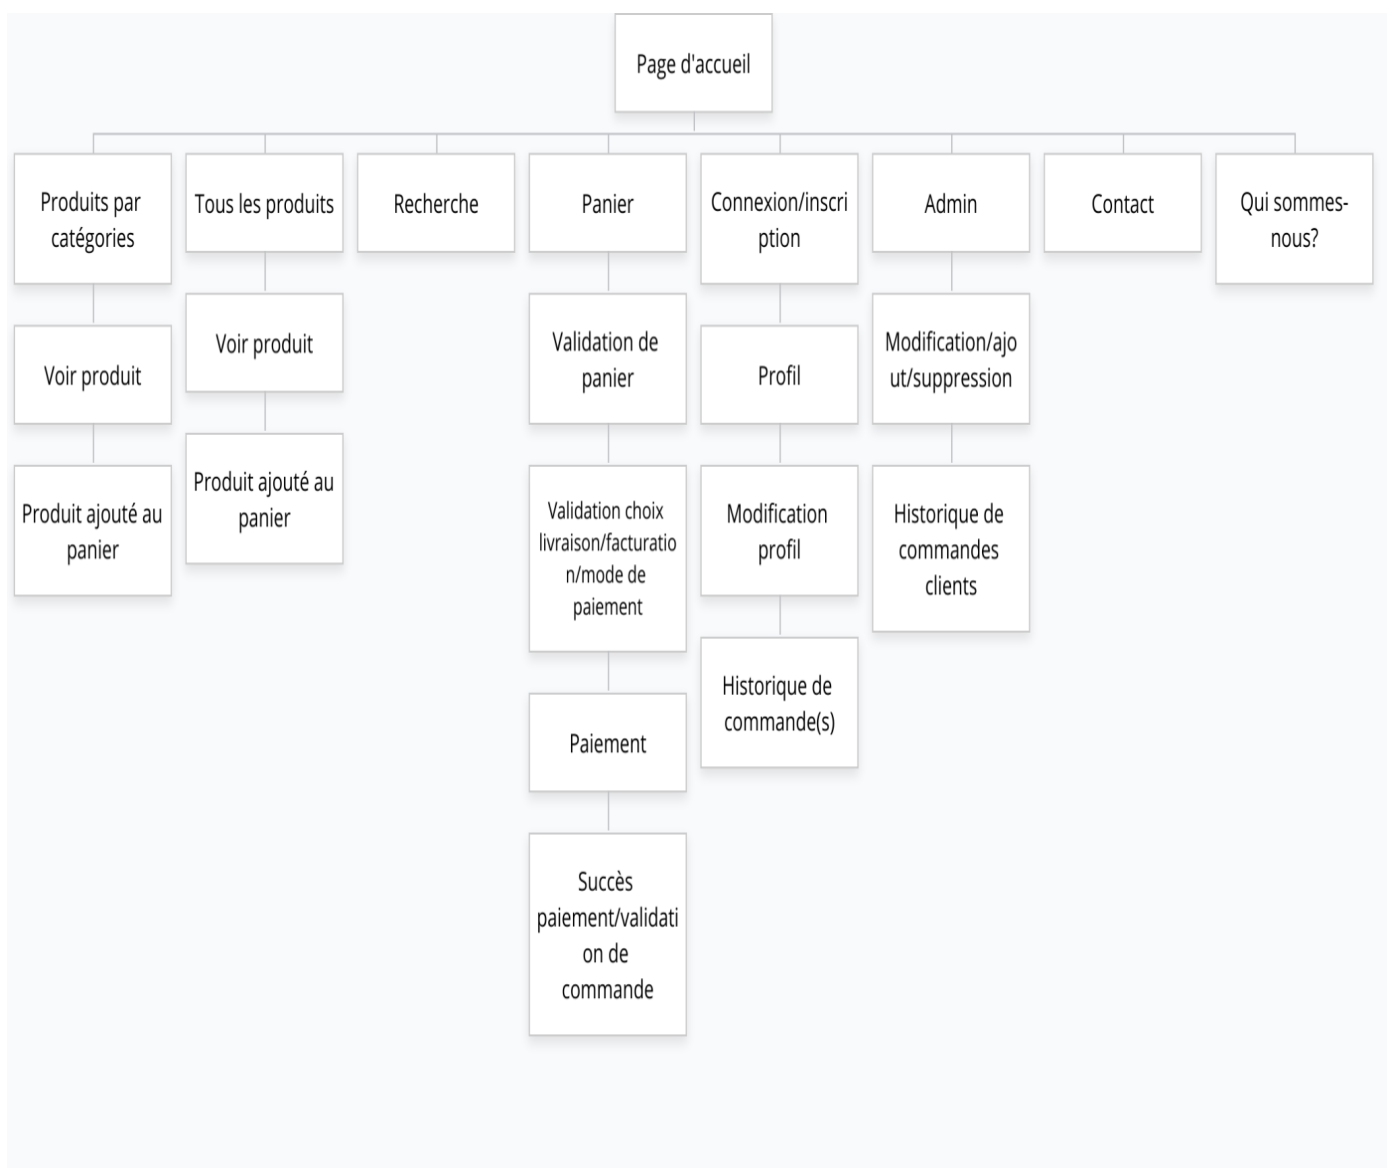 Page d'accueil
Produits par
catégories
Tous les produits
Recherche
Panier
Connexion/inscri
ption
Admin
Contact
Qui sommes-
nous?
Voir produit
Produit ajouté au
panier
Voir produit
Produit ajouté au
panier
Validation de
panier
Validation choix
livraison/facturatio
n/mode de
paiement
Paiement
Succès
paiement/validati
on de
commande
Profil
Modification
profil
Historique de
commande(s)
Modification/ajo
ut/suppression
Historique de
commandes
clients